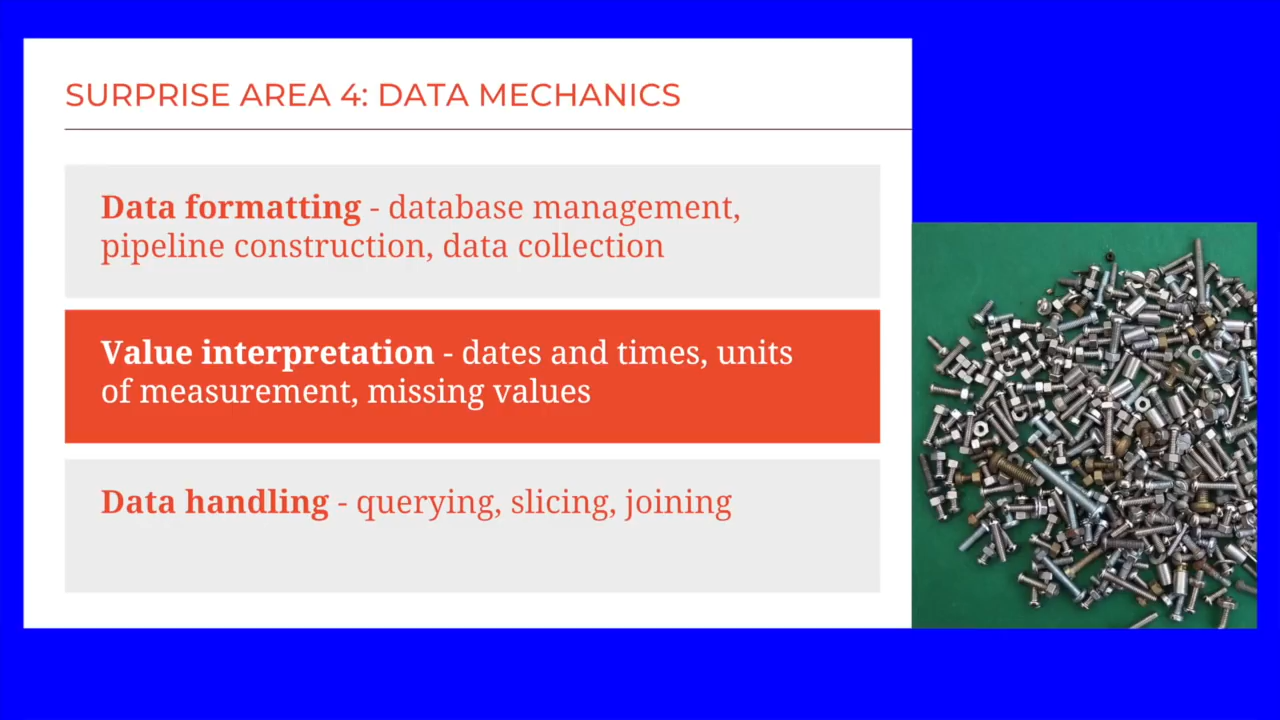 SURPRISE AREA 4: DATA MECHANICS
Data formatting - database management,
pipeline construction, data collection
Value interpretation - dates and times, units
of measurement, missing values
Data handling - querying, slicing, joining